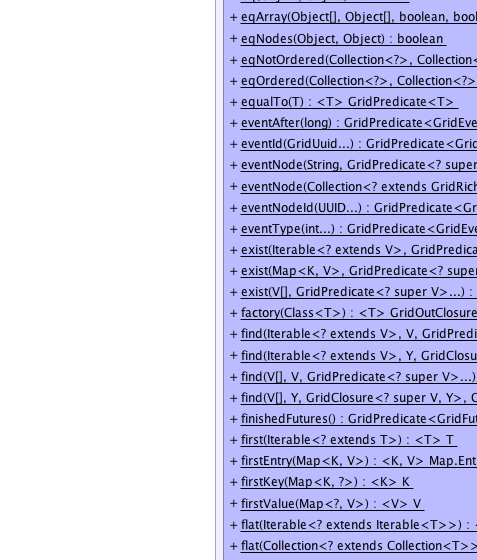 + eqArray(Object[], Object[], boolean, bool
+ eqNodes(Object, Object) : boolean
+ eqNotOrdered(Collection<?>, Collection<
+ eqOrdered(Collection<?>, Collection<?>
+ equalTo(T) : <T> GridPredicate<T>
+ eventAfter(long) : GridPredicate<GridEve
+ eventId(GridUuid...) : GridPredicate<Grid
+ eventNode(String, GridPredicate<? super
+ eventNode(Collection<? extends GridRich
+ eventNodeId(UUID...) : GridPredicate<Gr
+ eventType(int...) : GridPredicate<GridEve
+ exist(Iterable<? extends V>, GridPredica
+ exist(Map<K, V>, GridPredicate<? super
+ exist(V[], GridPredicate<? super V>...) :
+ factory(Class<T>) : <T> GridOutClosure
+ find(Iterable<? extends V>, V, GridPredi
+ find(Iterable<? extends V>, Y, GridClosu
+ find(V[], V, GridPredicate<? super V>...)
+ find(V[], Y, GridClosure<? super V, Y>, G
+ finishedFutures() : GridPredicate<GridFut
+ first(Iterable<? extends T>) : <T> T
+ firstEntry(Map<K, V>) : <K, V> Map.Ent
+ firstKey(Map<K, ?>) : <K> K
+ firstValue(Map<?, V>) : <V> V
+ flat(Iterable<? extends Iterable<T>>) : <
+ flat(Collection<? extends Collection<T>>